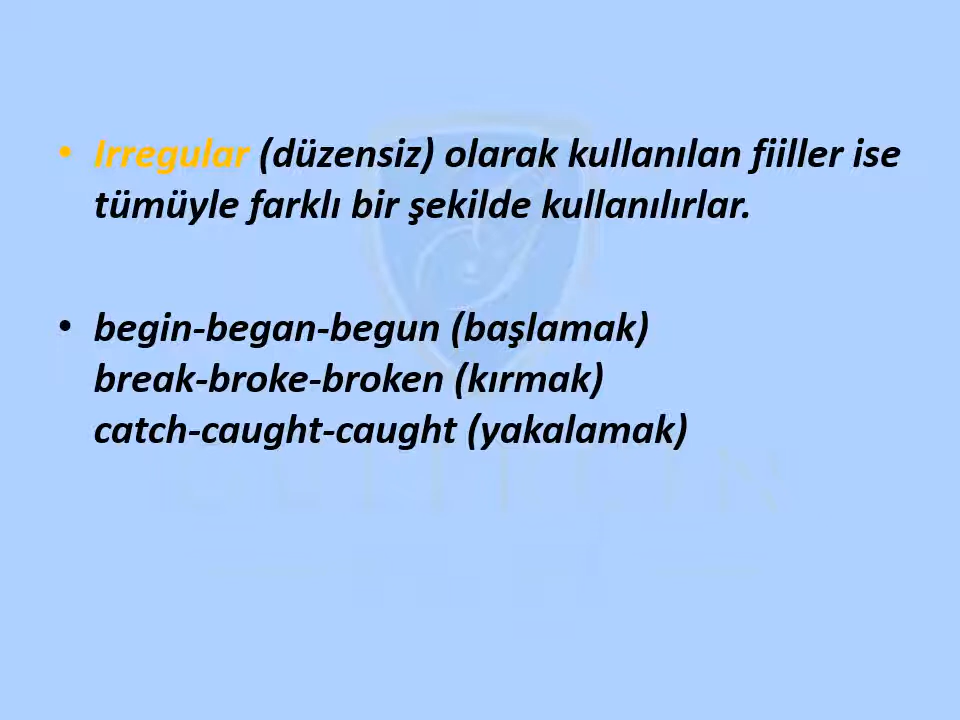 • Irregular (düzensiz) olarak kullanılan fiiller ise
tümüyle farklı bir şekilde kullanılırlar.
• begin-began-begun (başlamak)
break-broke-broken (kırmak)
catch-caught-caught (yakalamak)